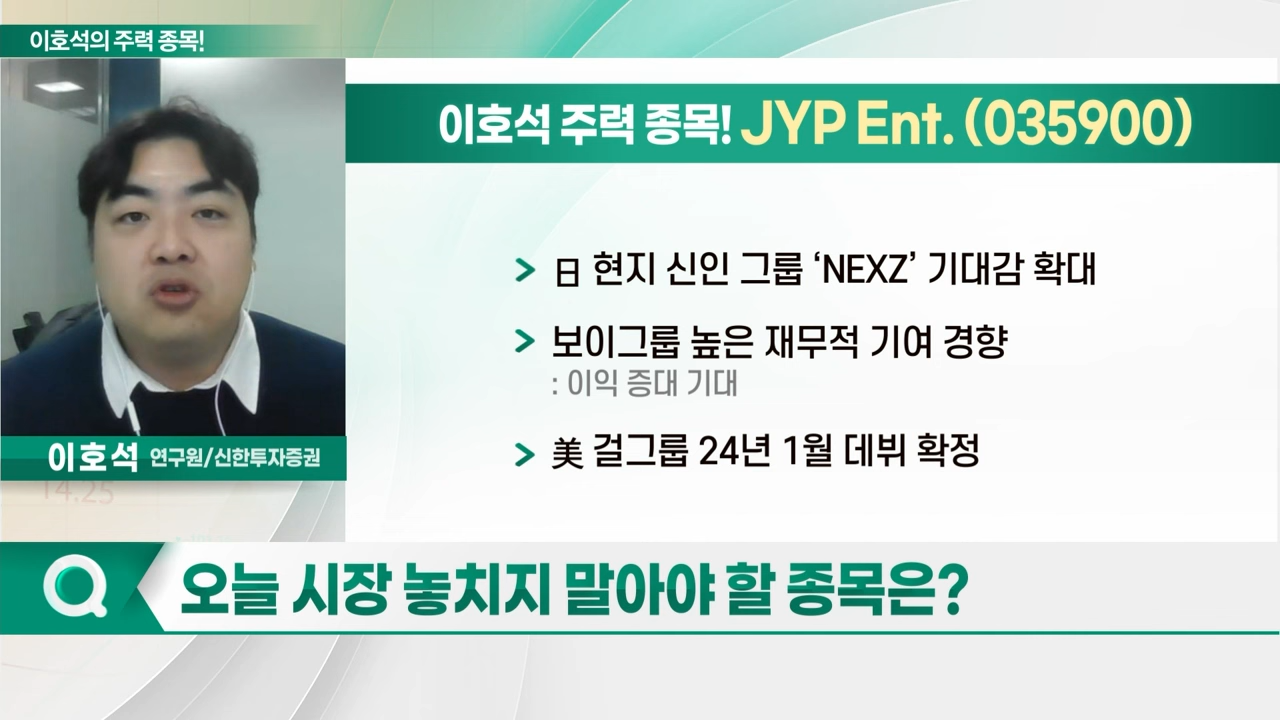 이호석의 주력 종목!
이호석 주력 종목! JYP Ent. (035900)
> 日 현지 신인 그룹 ‘NEXZ’ 기대감 확대
> 보이그룹 높은 재무적 기여 경향
: 이익 증대 기대
> 美 걸그룹 24년 1월 데뷔 확정
이호석 연구원/신한투자증권
14.25
Q 오늘 시장 놓치지 말아야 할 종목은?